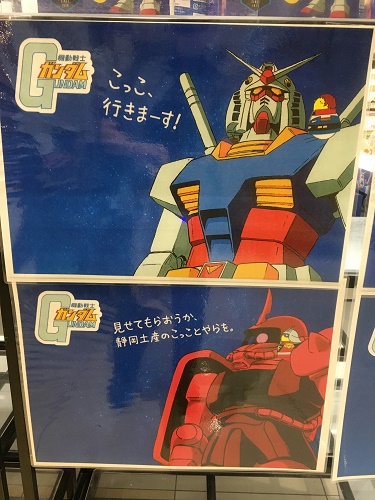 機動戦士
ガンダム
GUNDAM
こっこ、
行きまーす!
機動戦士
ガンダム
GUNDAM
見せてもらおうか、
静岡土産のこっことやらを。